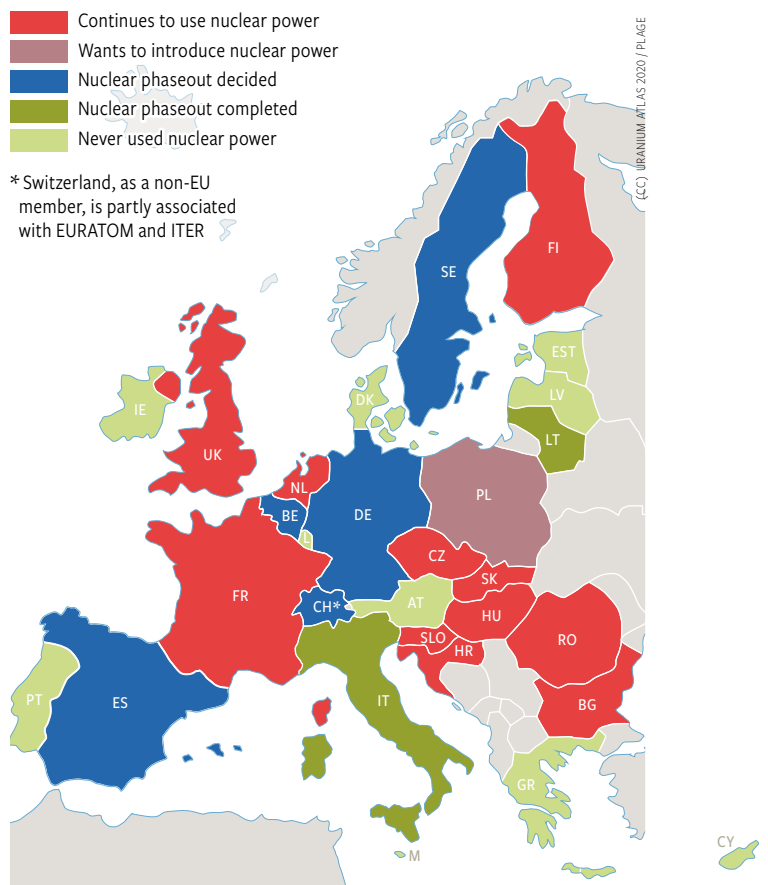 Continues to use nuclear power
Wants to introduce nuclear power
Nuclear phaseout decided
Nuclear phaseout completed
Never used nuclear power
* Switzerland, as a non-EU
member, is partly associated
with EURATOM and ITER
(CC) URANIUM ATLAS 2020 / PLAGE
FI
SE
EST
LV
DK
IE
LT
UK
NL
PL
BE
DE
L
CZ
SK
FR
CH*
AT
HU
SLO
RO
HR
PT
ES
IT
BG
GR
CY
M